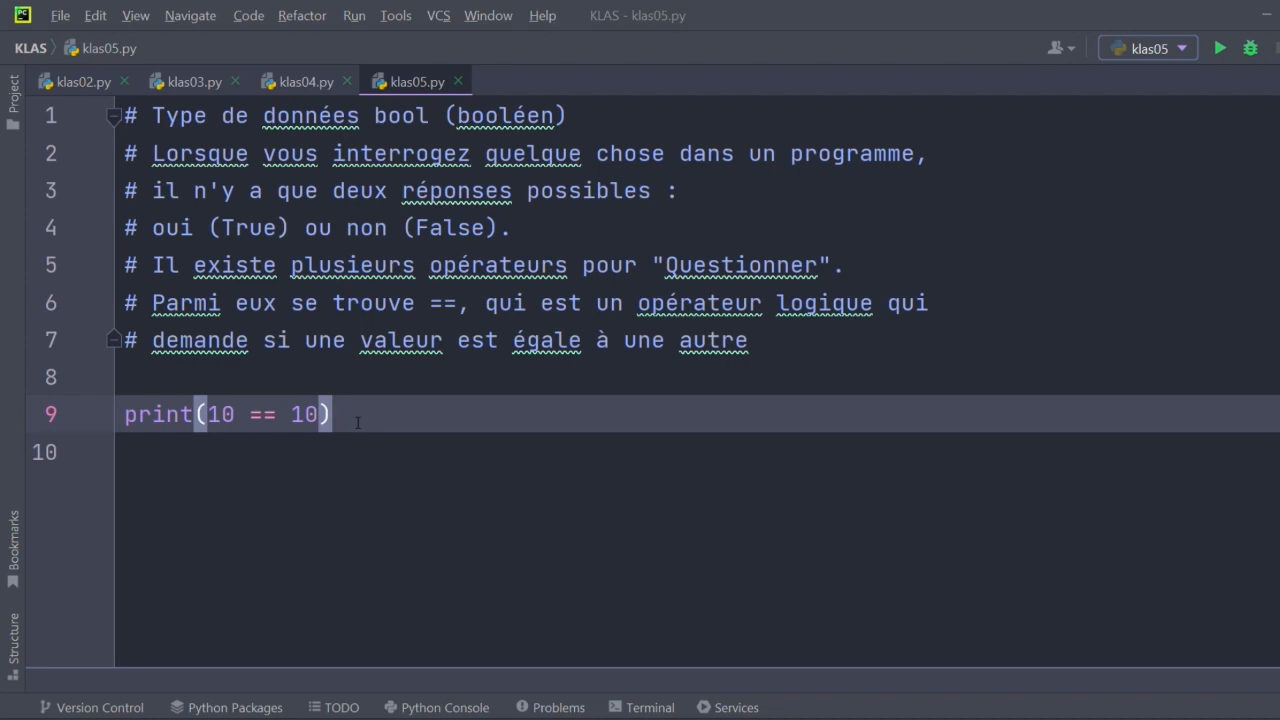 PC File Edit View Navigate Code Refactor Run Tools VCS Window Help KLAS - klas05.py
KLAS klas05.py klas05
klas02.py klas03.py klas04.py klas05.py
Project
1 # Type de données bool (booléen)
2 # Lorsque vous interrogez quelque chose dans un programme,
3 # il n'y a que deux réponses possibles :
4 # oui (True) ou non (False).
5 # Il existe plusieurs opérateurs pour "Questionner".
6 # Parmi eux se trouve ==, qui est un opérateur logique qui
7 # demande si une valeur est égale à une autre
8
9 print(10 == 10)
10
Bookmarks
Structure
Version Control Python Packages TODO Python Console Problems Terminal Services